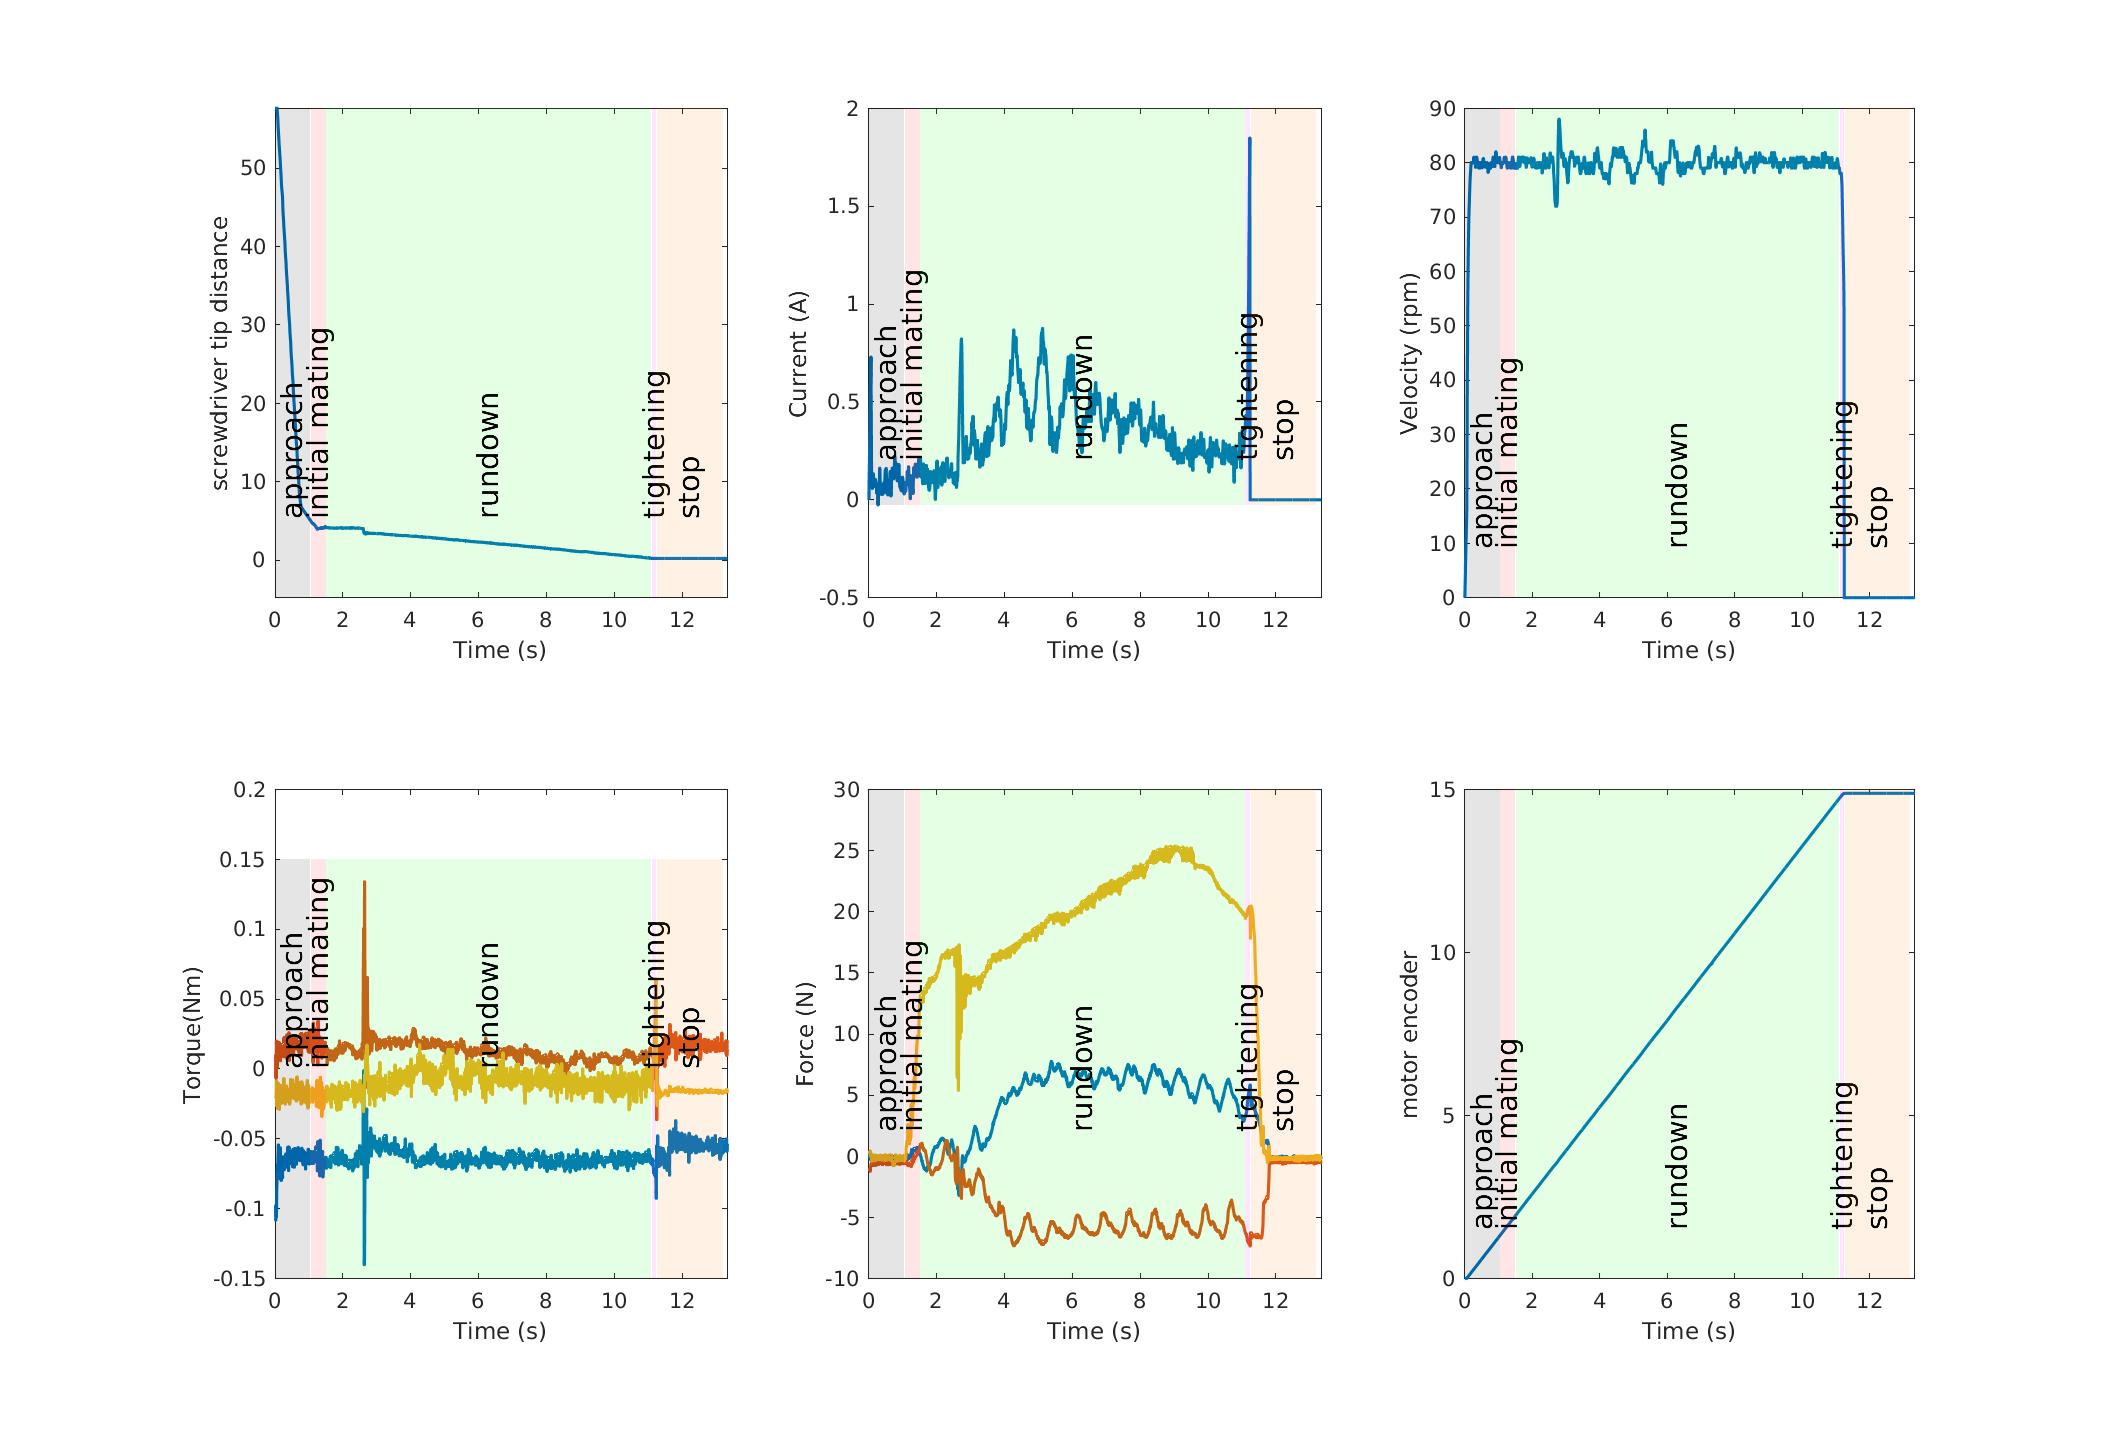 screwdriver tip distance
50
40
30
20
10
0
approach
initial mating
rundown
tightening
stop
0 2 4 6 8 10 12
Time (s)
Current (A)
2
1.5
1
0.5
0
-0.5
approach
initial mating
rundown
tightening
stop
0 2 4 6 8 10 12
Time (s)
Velocity (rpm)
90
80
70
60
50
40
30
20
10
0
approach
initial mating
rundown
tightening
stop
0 2 4 6 8 10 12
Time (s)
Torque(Nm)
0.2
0.15
0.1
0.05
0
-0.05
-0.1
-0.15
approach
initial mating
rundown
tightening
stop
0 2 4 6 8 10 12
Time (s)
Force (N)
30
25
20
15
10
5
0
-5
-10
approach
initial mating
rundown
tightening
stop
0 2 4 6 8 10 12
Time (s)
motor encoder
15
10
5
0
approach
initial mating
rundown
tightening
stop
0 2 4 6 8 10 12
Time (s)